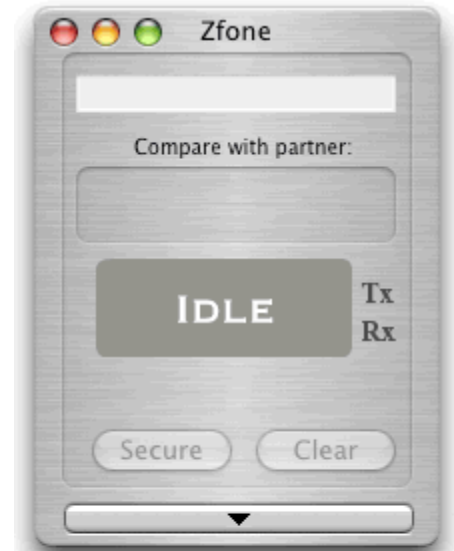 Zfone
Compare with partner:
IDLE
Tx
Rx
Secure Clear